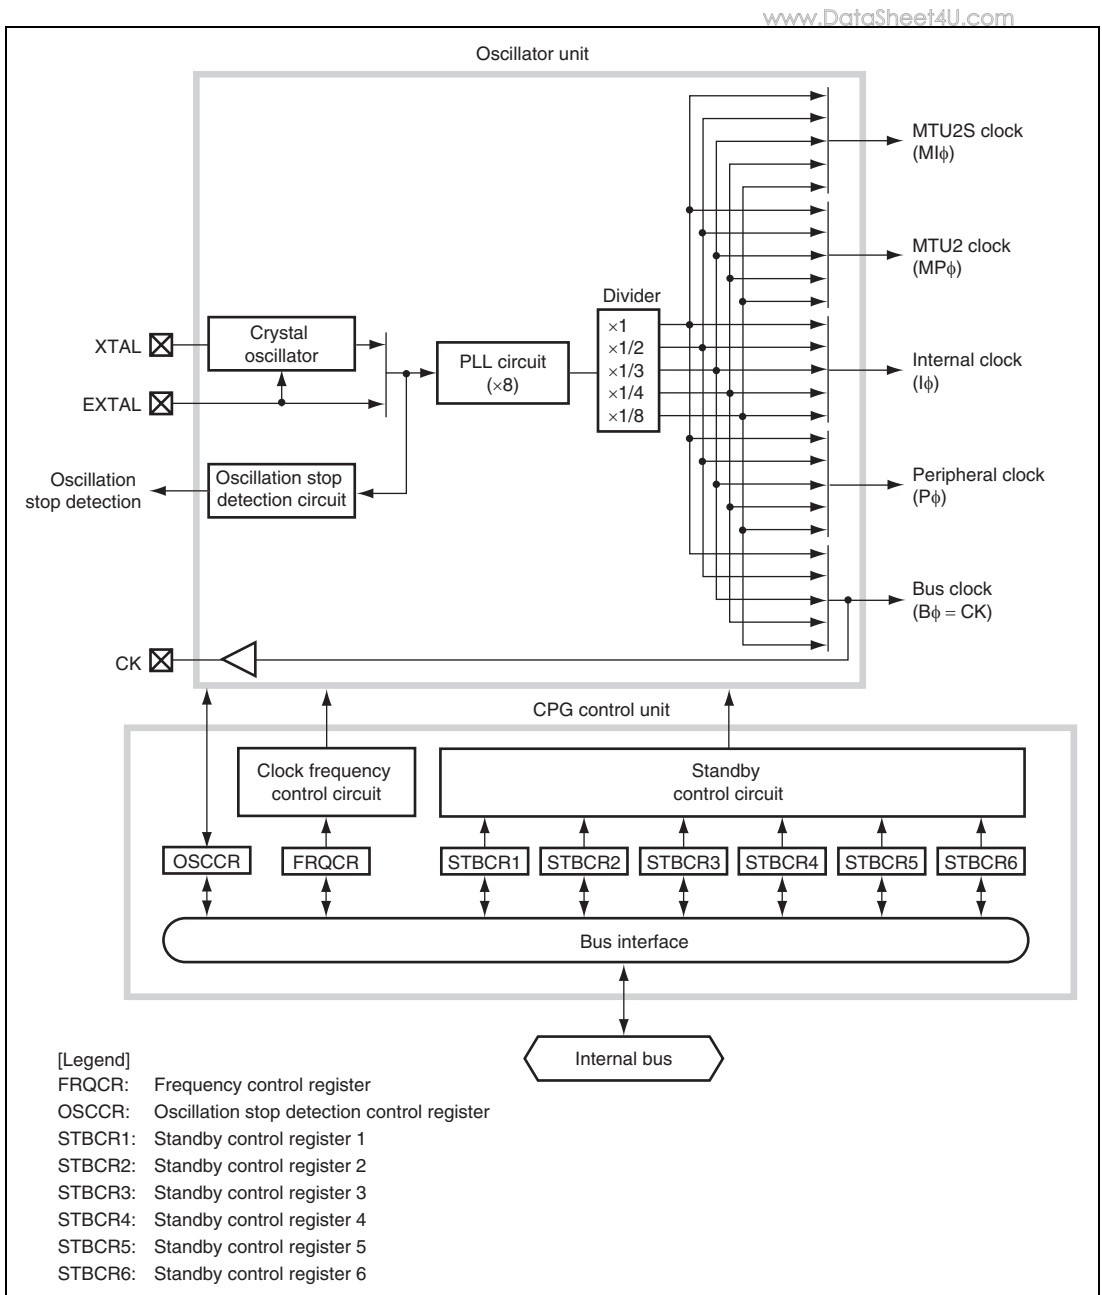 www.DataSheet4U.com
Oscillator unit
MTU2S clock
(MIϕ)
MTU2 clock
(MPϕ)
Divider
XTAL
Crystal
oscillator
PLL circuit
(×8)
×1
×1/2
×1/3
×1/4
×1/8
Internal clock
(Iϕ)
EXTAL
Oscillation
stop detection
Oscillation stop
detection circuit
Peripheral clock
(Pϕ)
Bus clock
(Bϕ = CK)
CK
CPG control unit
Clock frequency
control circuit
Standby
control circuit
OSCCR
FRQCR
STBCR1
STBCR2
STBCR3
STBCR4
STBCR5
STBCR6
Bus interface
Internal bus
[Legend]
FRQCR: Frequency control register
OSCCR: Oscillation stop detection control register
STBCR1: Standby control register 1
STBCR2: Standby control register 2
STBCR3: Standby control register 3
STBCR4: Standby control register 4
STBCR5: Standby control register 5
STBCR6: Standby control register 6